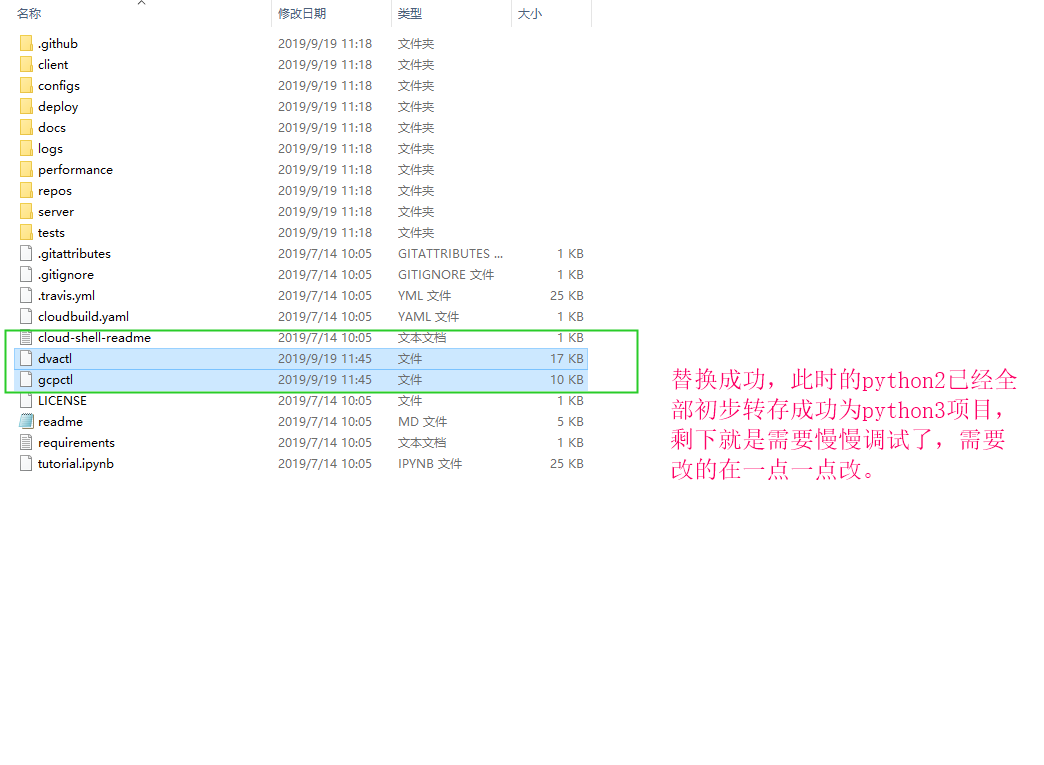 名称 修改日期 类型 大小
.github 2019/9/19 11:18 文件夹
client 2019/9/19 11:18 文件夹
configs 2019/9/19 11:18 文件夹
deploy 2019/9/19 11:18 文件夹
docs 2019/9/19 11:18 文件夹
logs 2019/9/19 11:18 文件夹
performance 2019/9/19 11:18 文件夹
repos 2019/9/19 11:18 文件夹
server 2019/9/19 11:18 文件夹
tests 2019/9/19 11:18 文件夹
.gitattributes 2019/7/14 10:05 GITATTRIBUTES ... 1 KB
.gitignore 2019/7/14 10:05 GITIGNORE 文件 1 KB
.travis.yml 2019/7/14 10:05 YML 文件 25 KB
cloudbuild.yaml 2019/7/14 10:05 YAML 文件 1 KB
cloud-shell-readme 2019/7/14 10:05 文本文档 1 KB
dvactl 2019/9/19 11:45 文件 17 KB
gcpctl 2019/9/19 11:45 文件 10 KB
LICENSE 2019/7/14 10:05 文件 1 KB
readme 2019/7/14 10:05 MD 文件 5 KB
requirements 2019/7/14 10:05 文本文档 1 KB
tutorial.ipynb 2019/7/14 10:05 IPYNB 文件 25 KB
替换成功，此时的python2已经全
部初步转存成功为python3项目，
剩下就是需要慢慢调试了，需要
改的在一点一点改。